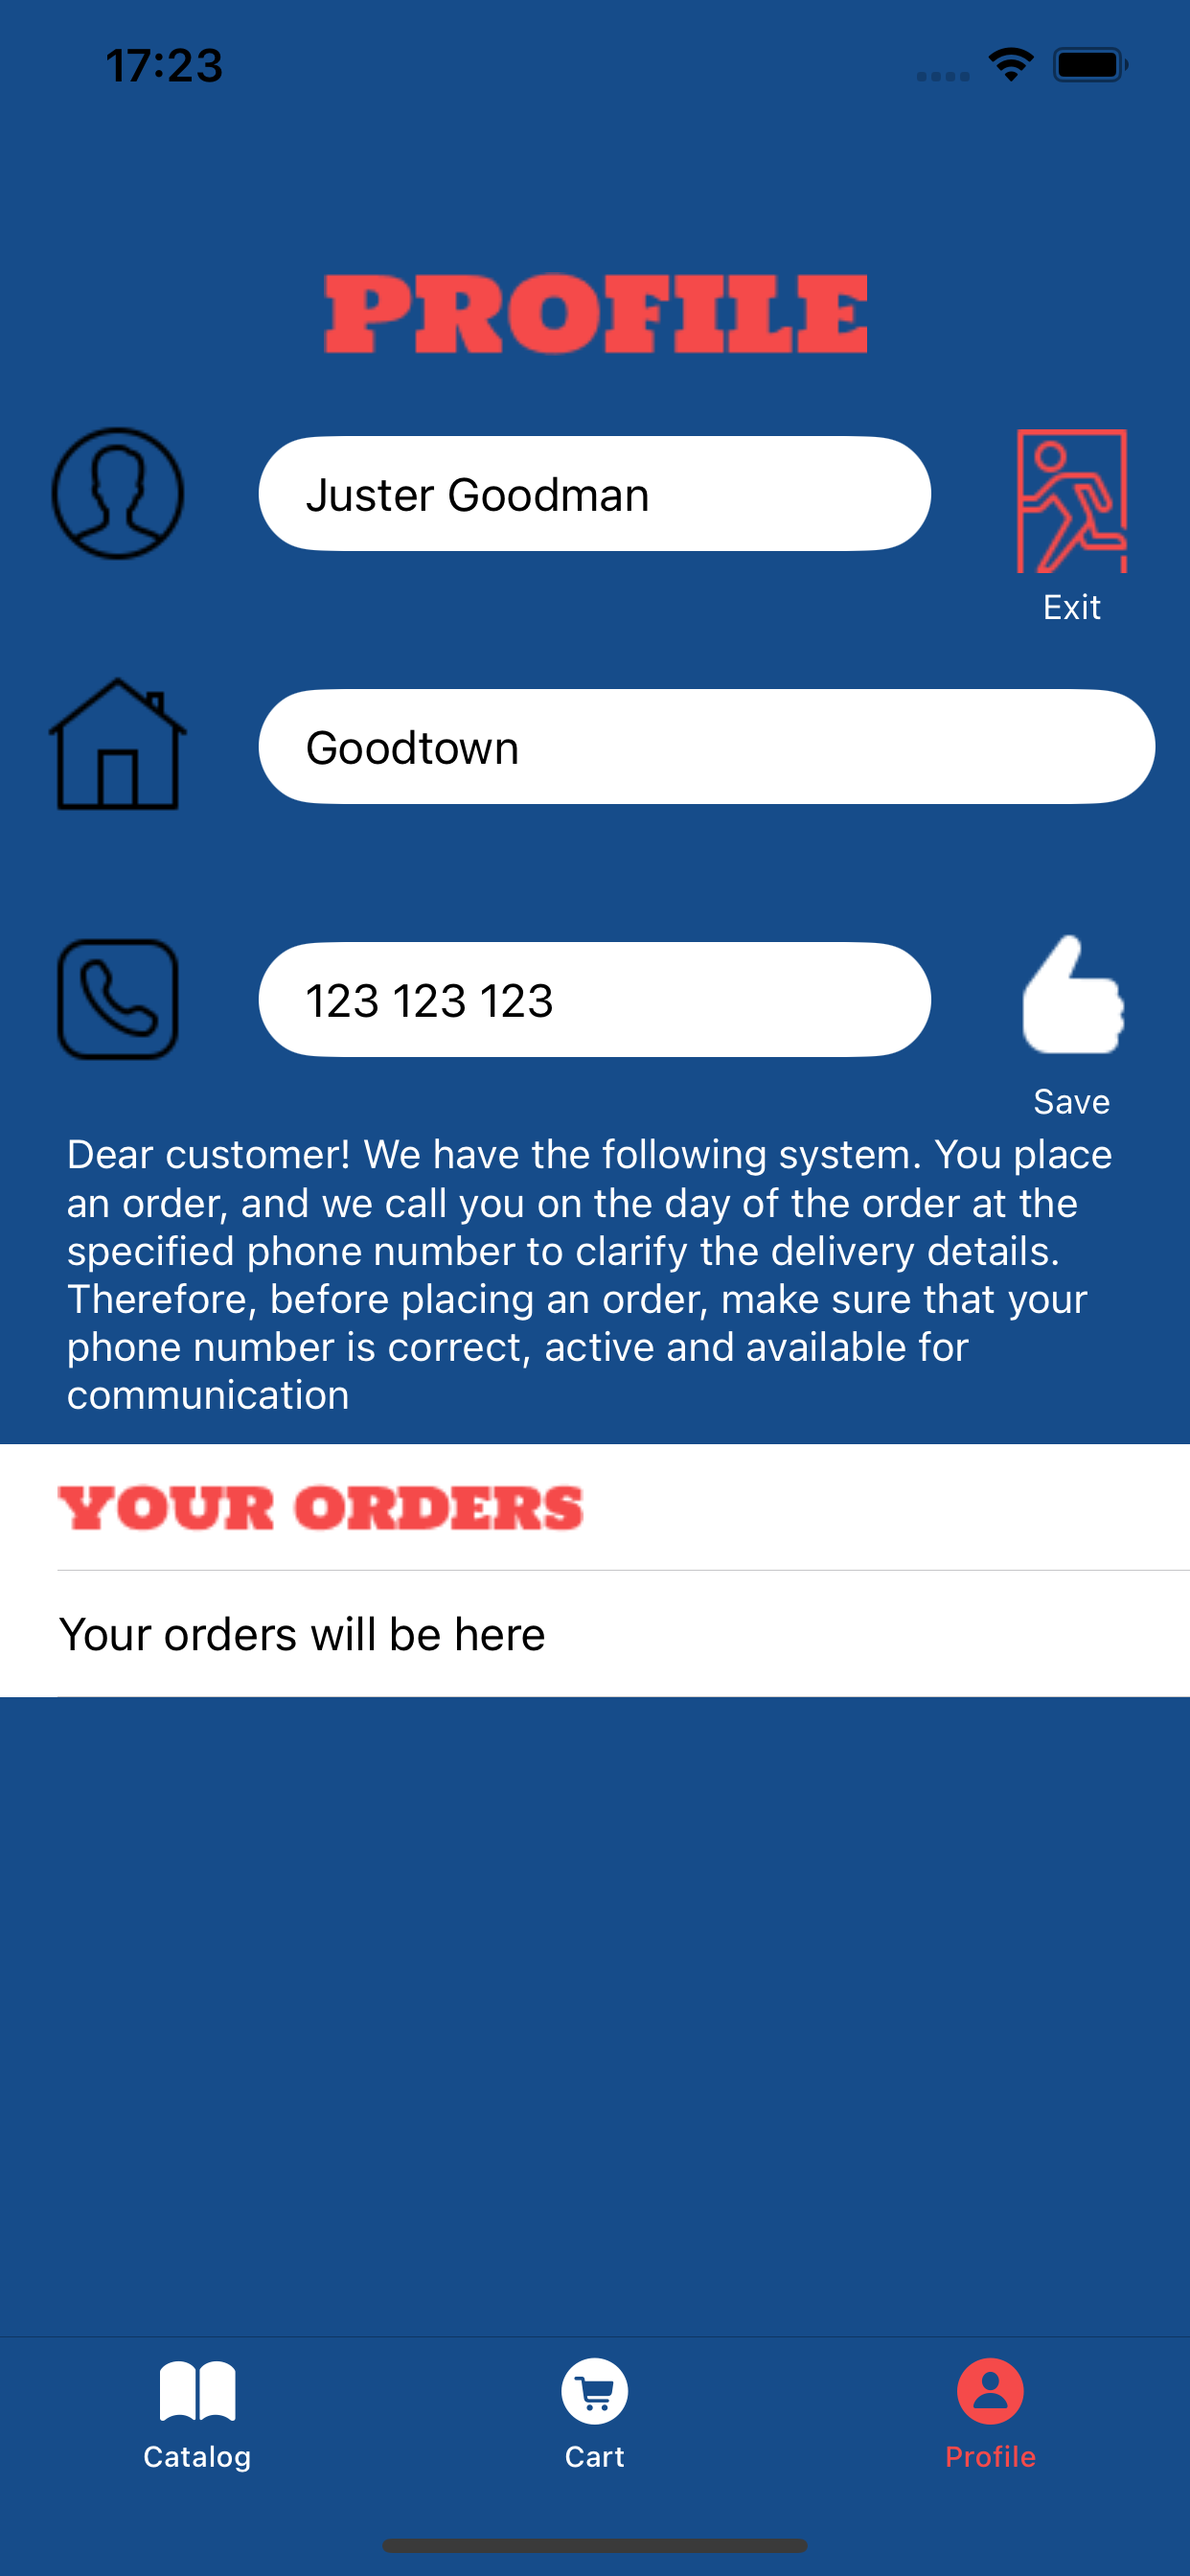 17:23
PROFILE
Juster Goodman
Exit
Goodtown
123 123 123
Save
Dear customer! We have the following system. You place
an order, and we call you on the day of the order at the
specified phone number to clarify the delivery details.
Therefore, before placing an order, make sure that your
phone number is correct, active and available for
communication
YOUR ORDERS
Your orders will be here
Catalog
Cart
Profile